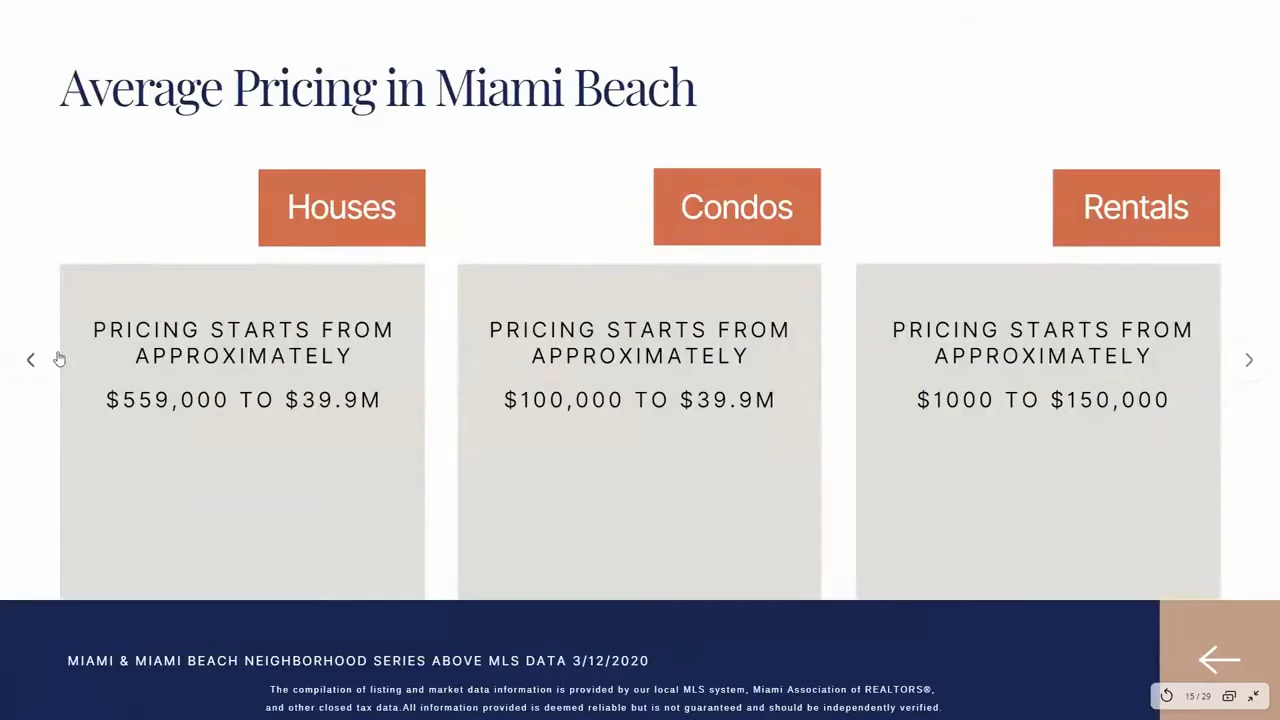 Average Pricing in Miami Beach
Houses
PRICING STARTS FROM
APPROXIMATELY
$559,000 TO $39.9M
Condos
PRICING STARTS FROM
APPROXIMATELY
$100,000 TO $39.9M
Rentals
PRICING STARTS FROM
APPROXIMATELY
$1000 TO $150,000
MIAMI & MIAMI BEACH NEIGHBORHOOD SERIES ABOVE MLS DATA 3/12/2020
The compilation of listing and market data information is provided by our local MLS system, Miami Association of REALTORS®,
and other closed tax data.All information provided is deemed reliable but is not guaranteed and should be independently verified.
15 / 29